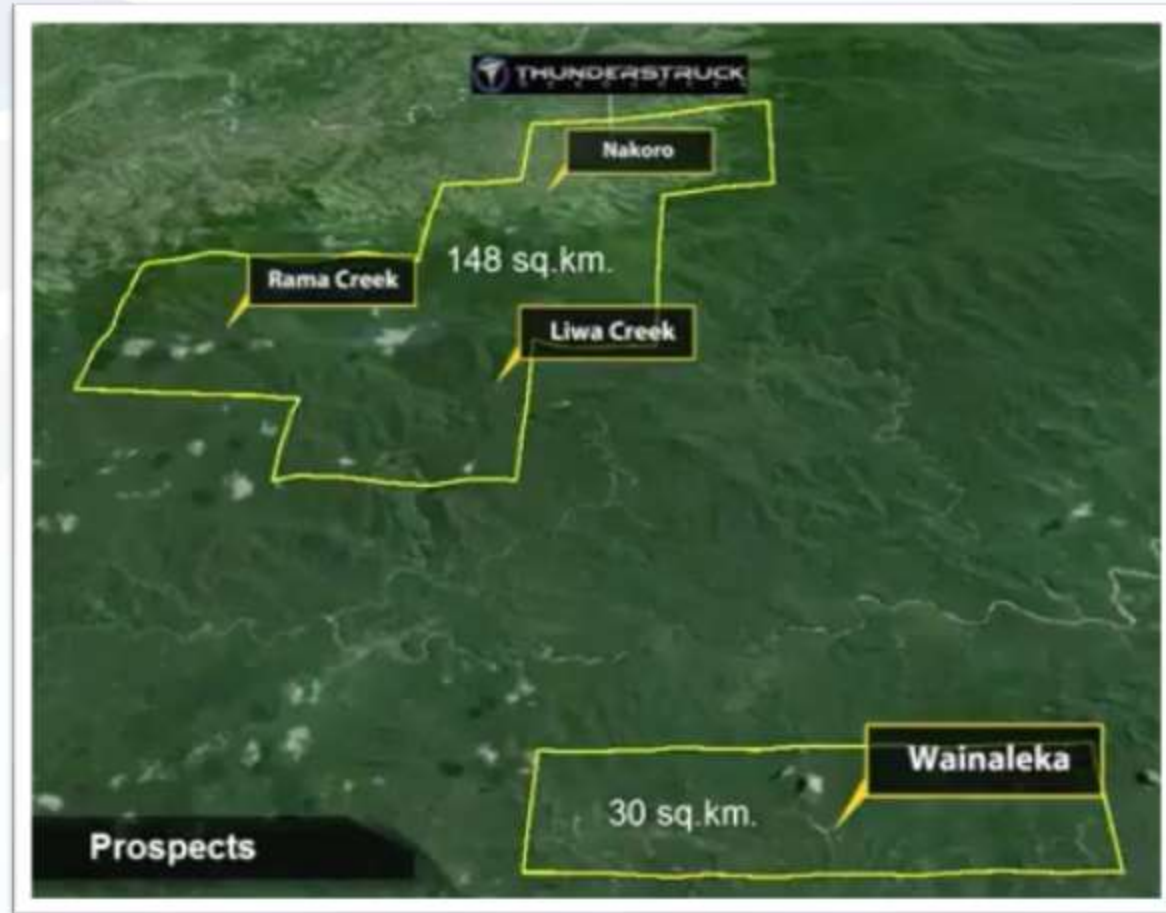 THUNDERSTRUCK
Nakoro
148 sq.km.
Rama Creek
Liwa Creek
Wainaleka
30 sq.km.
Prospects